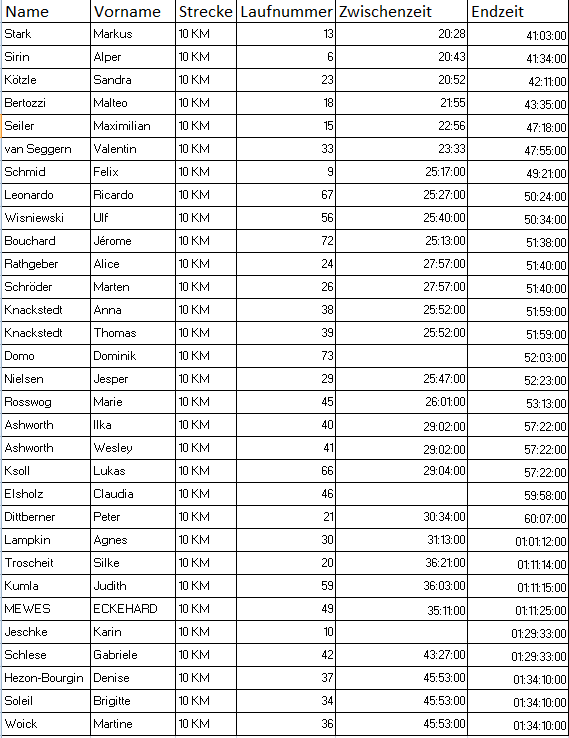 Name Vorname Strecke Laufnummer Zwischenzeit Endzeit
Stark Markus 10 KM 13 20:28 41:03:00
Sirin Alper 10 KM 6 20:43 41:34:00
Kötzle Sandra 10 KM 23 20:52 42:11:00
Bertozzi Malteo 10 KM 18 21:55 43:35:00
Seiler Maximilian 10 KM 15 22:56 47:18:00
van Seggern Valentin 10 KM 33 23:33 47:55:00
Schmid Felix 10 KM 9 25:17:00 49:21:00
Leonardo Ricardo 10 KM 67 25:27:00 50:24:00
Wisniewski Ulf 10 KM 56 25:40:00 50:34:00
Bouchard Jérome 10 KM 72 25:13:00 51:38:00
Rathgeber Alice 10 KM 24 27:57:00 51:40:00
Schröder Marten 10 KM 26 27:57:00 51:40:00
Knackstedt Anna 10 KM 38 25:52:00 51:59:00
Knackstedt Thomas 10 KM 39 25:52:00 51:59:00
Domo Dominik 10 KM 73 52:03:00
Nielsen Jesper 10 KM 29 25:47:00 52:23:00
Rosswog Marie 10 KM 45 26:01:00 53:13:00
Ashworth Ilka 10 KM 40 29:02:00 57:22:00
Ashworth Wesley 10 KM 41 29:02:00 57:22:00
Ksoll Lukas 10 KM 66 29:04:00 57:22:00
Elsholz Claudia 10 KM 46 59:58:00
Dittberner Peter 10 KM 21 30:34:00 60:07:00
Lampkin Agnes 10 KM 30 31:13:00 01:01:12:00
Troscheit Silke 10 KM 20 36:21:00 01:11:14:00
Kumla Judith 10 KM 59 36:03:00 01:11:15:00
MEWES ECKEHARD 10 KM 49 35:11:00 01:11:25:00
Jeschke Karin 10 KM 10 01:29:33:00
Schlese Gabriele 10 KM 42 43:27:00 01:29:33:00
Hezon-Bourgin Denise 10 KM 37 45:53:00 01:34:10:00
Soleil Brigitte 10 KM 34 45:53:00 01:34:10:00
Woick Martine 10 KM 36 45:53:00 01:34:10:00